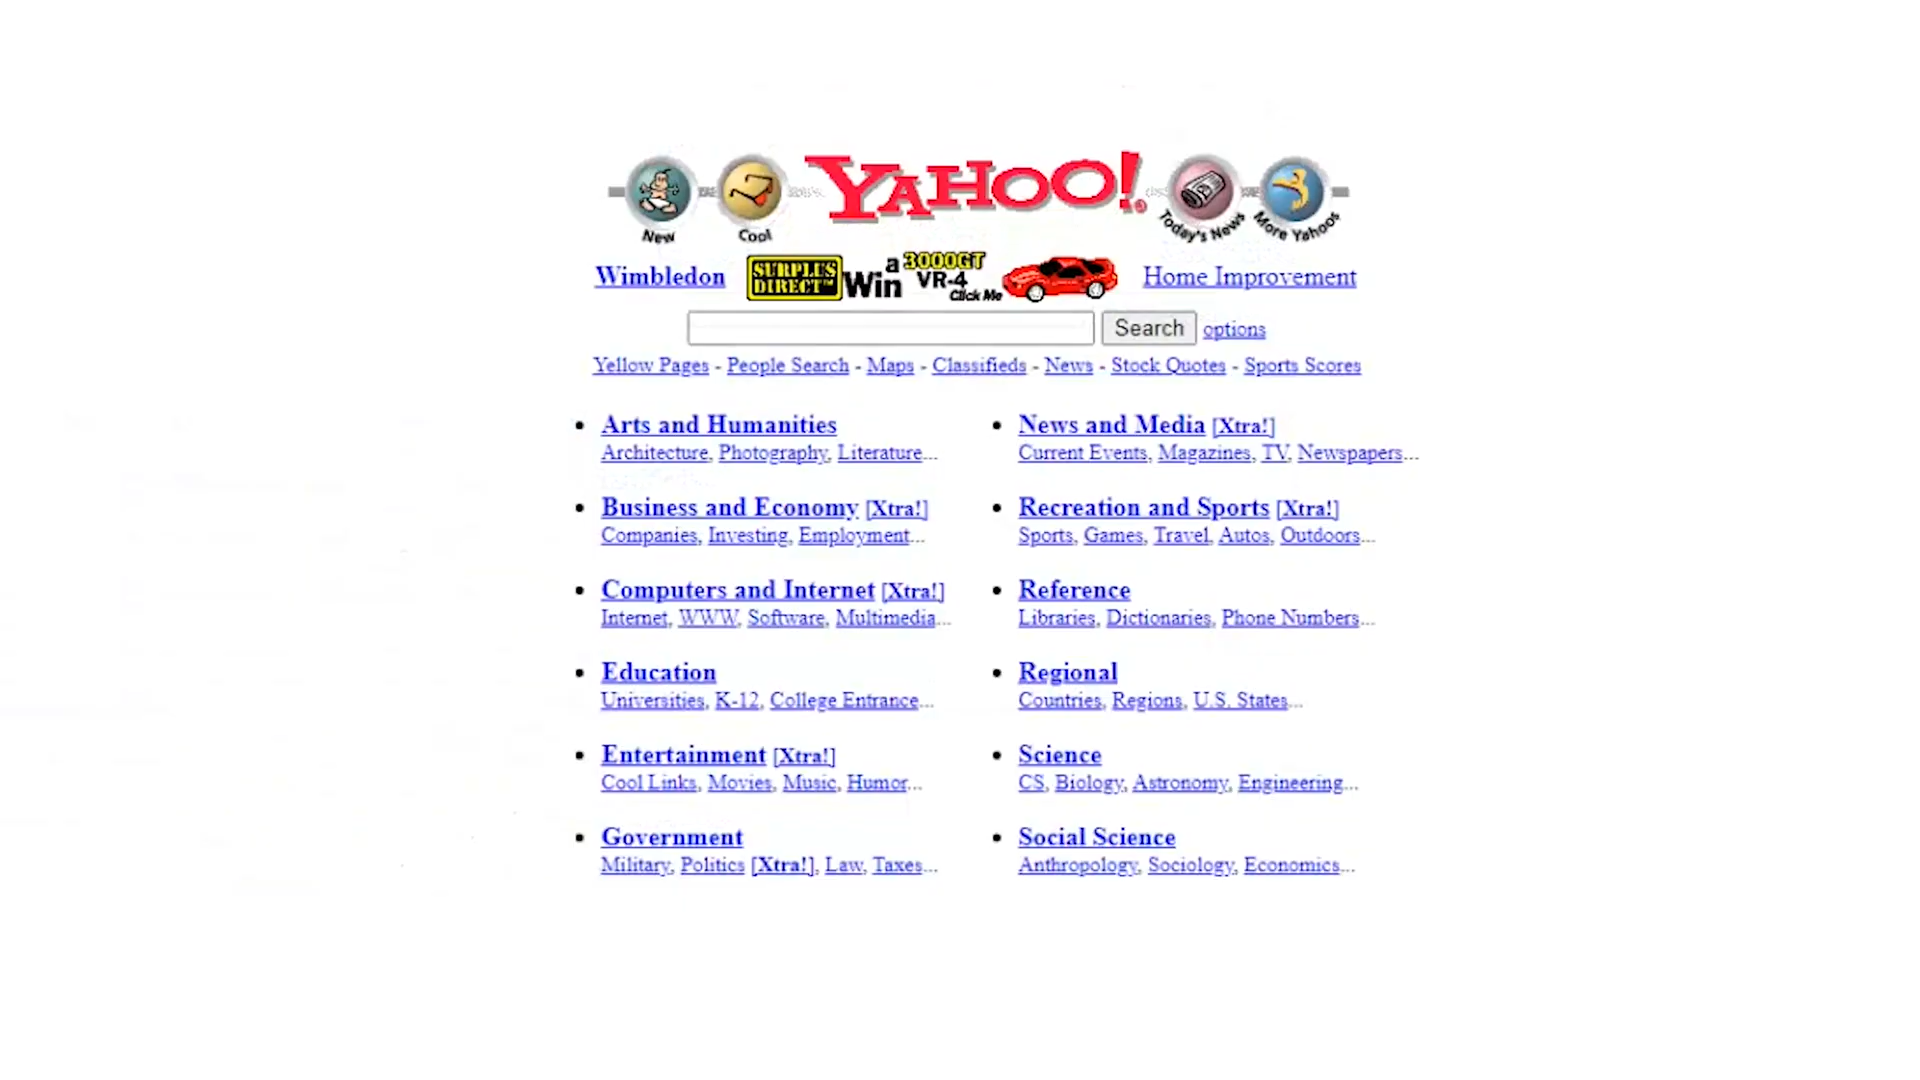 YAHOO!
New
Cool
Today's News
More Yahoos
Wimbledon
SURPLUS DIRECT™
Win a 3000GT VR-4
Click Me
Home Improvement
Search options
Yellow Pages - People Search - Maps - Classifieds - News - Stock Quotes - Sports Scores
Arts and Humanities
Architecture, Photography, Literature...
Business and Economy [Xtra!]
Companies, Investing, Employment...
Computers and Internet [Xtra!]
Internet, WWW, Software, Multimedia...
Education
Universities, K-12, College Entrance...
Entertainment [Xtra!]
Cool Links, Movies, Music, Humor...
Government
Military, Politics [Xtra!], Law, Taxes...
News and Media [Xtra!]
Current Events, Magazines, TV, Newspapers...
Recreation and Sports [Xtra!]
Sports, Games, Travel, Autos, Outdoors...
Reference
Libraries, Dictionaries, Phone Numbers...
Regional
Countries, Regions, U.S. States...
Science
CS, Biology, Astronomy, Engineering...
Social Science
Anthropology, Sociology, Economics...